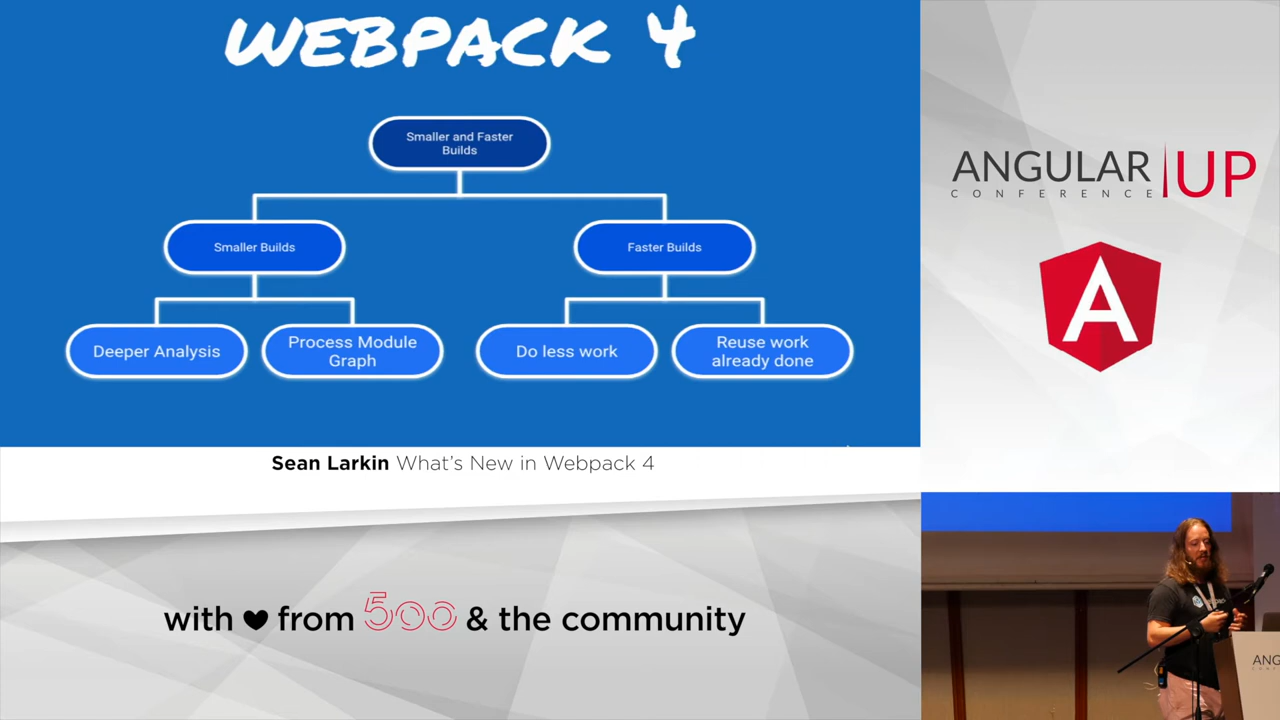 WEBPACK 4
Smaller and Faster
Builds
Smaller Builds
Faster Builds
Deeper Analysis
Process Module
Graph
Do less work
Reuse work
already done
Sean Larkin What's New in Webpack 4
with ♥ from 500 & the community
ANGULAR UP
CONFERENCE
A
ANG